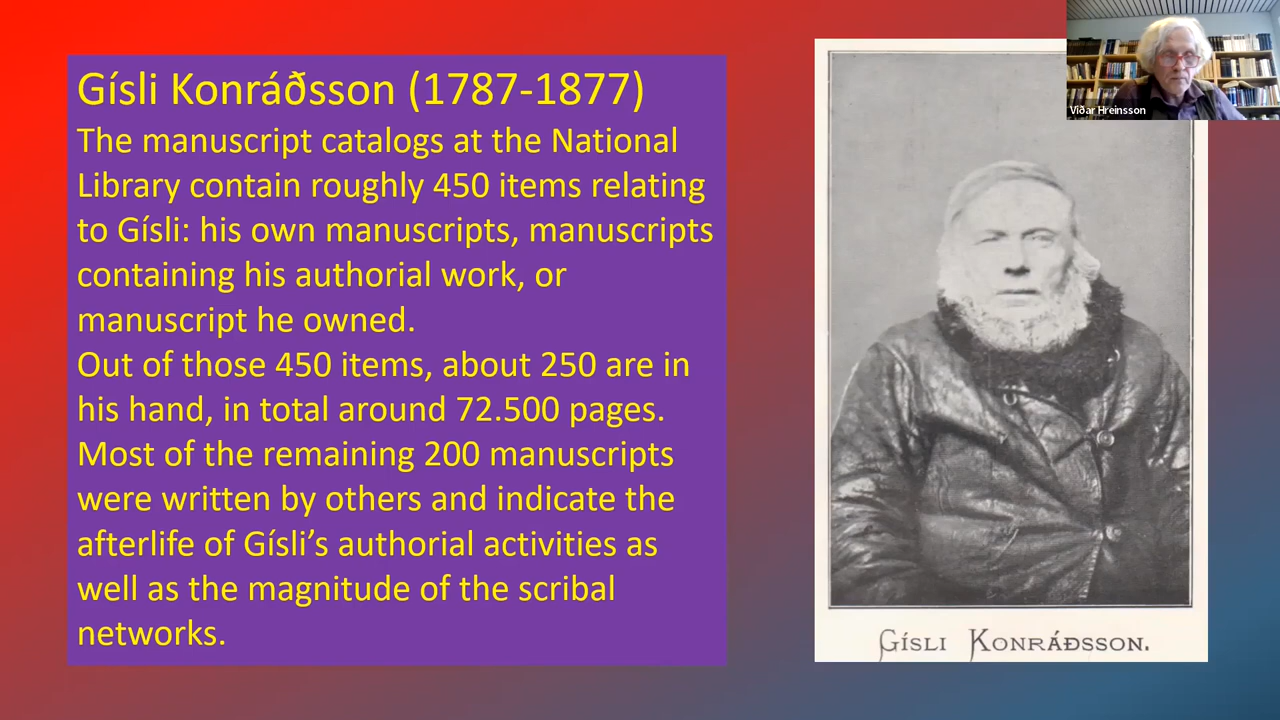 Gísli Konráðsson (1787-1877)
The manuscript catalogs at the National
Library contain roughly 450 items relating
to Gísli: his own manuscripts, manuscripts
containing his authorial work, or
manuscript he owned.
Out of those 450 items, about 250 are in
his hand, in total around 72.500 pages.
Most of the remaining 200 manuscripts
were written by others and indicate the
afterlife of Gísli’s authorial activities as
well as the magnitude of the scribal
networks.
Viðar Hreinsson
GÍSLI KONRÁÐSSON.